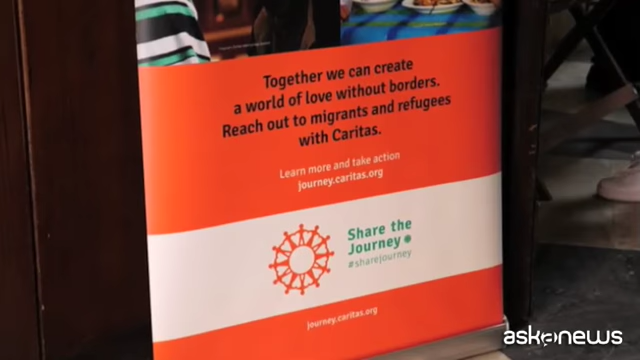 Together we can create
a world of love without borders.
Reach out to migrants and refugees
with Caritas.
Learn more and take action
journey.caritas.org
Share the
Journey
#sharejourney
journey.caritas.org
askanews